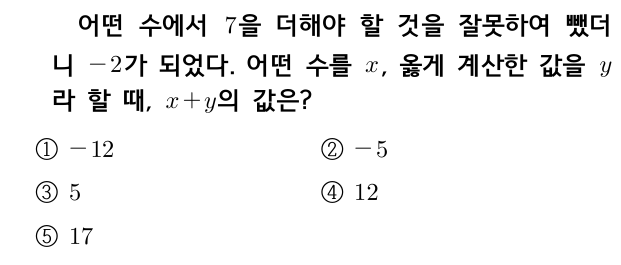 어떤 수에서 7을 더해야 할 것을 잘못하여 뺐더
니 −2가 되었다. 어떤 수를 x, 옳게 계산한 값을 y
라 할 때, x+y의 값은?
① −12 ② −5
③ 5 ④ 12
⑤ 17